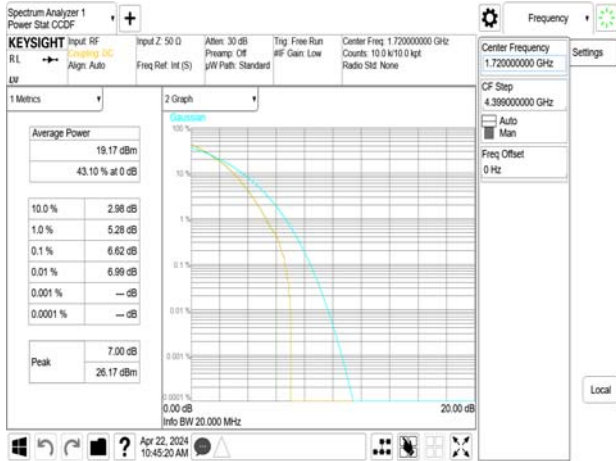 Spectrum Analyzer 1
Power Stat CCDF
Frequency
KEYSIGHT
Input: RF
Coupling: DC
Align: Auto
RL
Input Z: 50 Ω
Freq Ref: Int (S)
Atten: 30 dB
Preamp: Off
µW Path: Standard
Trig: Free Run
#IF Gain: Low
Center Freq: 1.720000000 GHz
Counts: 10.0 k/10.0 kpt
Radio Std: None
Center Frequency
1.720000000 GHz
Settings
CF Step
4.399000000 GHz
Auto
Man
Freq Offset
0 Hz
Local
1 Metrics
Average Power
19.17 dBm
43.10 % at 0 dB
10.0 % 2.98 dB
1.0 % 5.28 dB
0.1 % 6.62 dB
0.01 % 6.99 dB
0.001 % --- dB
0.0001 % --- dB
Peak
7.00 dB
26.17 dBm
2 Graph
Gaussian
100 %
10 %
1 %
0.1 %
0.01 %
0.001 %
0.0001 %
0.00 dB
20.00 dB
Info BW 20.000 MHz
?
Apr 22, 2024
10:45:20 AM